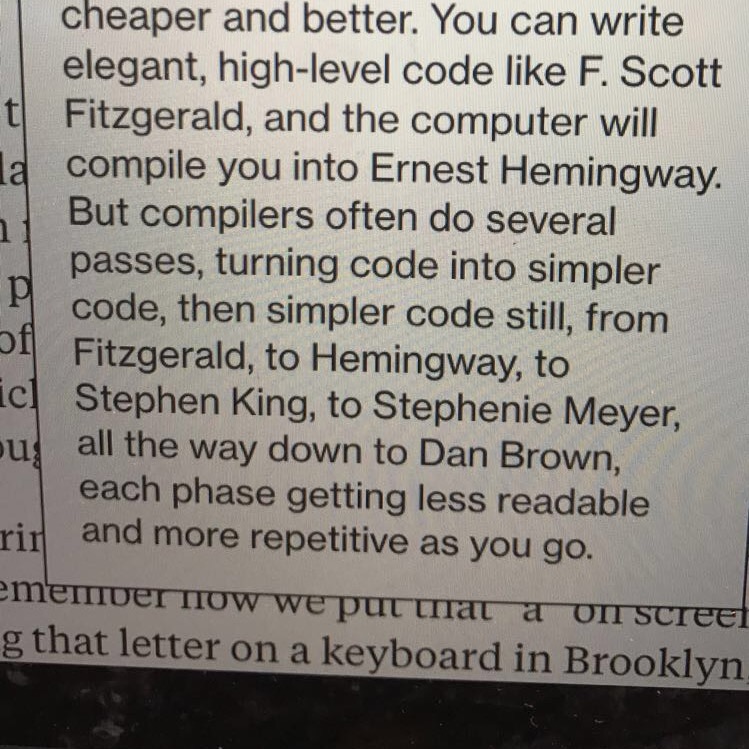 cheaper and better. You can write
elegant, high-level code like F. Scott
Fitzgerald, and the computer will
compile you into Ernest Hemingway.
But compilers often do several
passes, turning code into simpler
code, then simpler code still, from
Fitzgerald, to Hemingway, to
Stephen King, to Stephenie Meyer,
all the way down to Dan Brown,
each phase getting less readable
and more repetitive as you go.
how we put that "a" on
g that letter on a keyboard in Brooklyn,